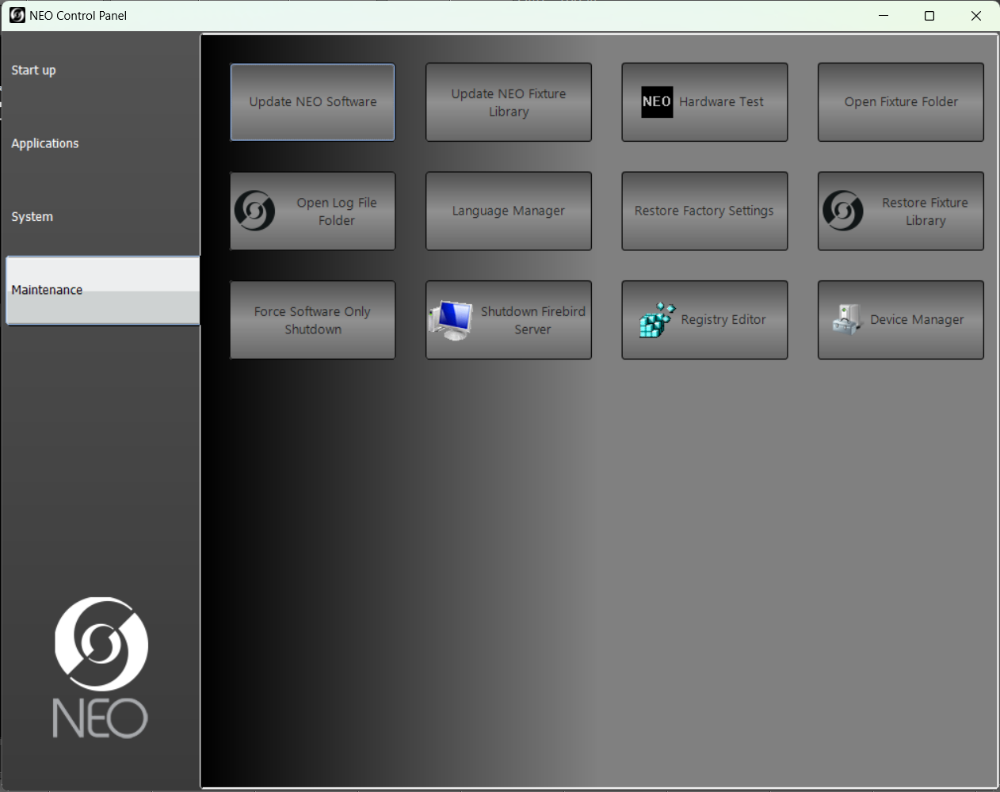 NEO Control Panel
Start up
Applications
System
Maintenance
Update NEO Software
Update NEO Fixture
Library
NEO
Hardware Test
Open Fixture Folder
Open Log File
Folder
Language Manager
Restore Factory Settings
Restore Fixture
Library
Force Software Only
Shutdown
Shutdown Firebird
Server
Registry Editor
Device Manager
NEO